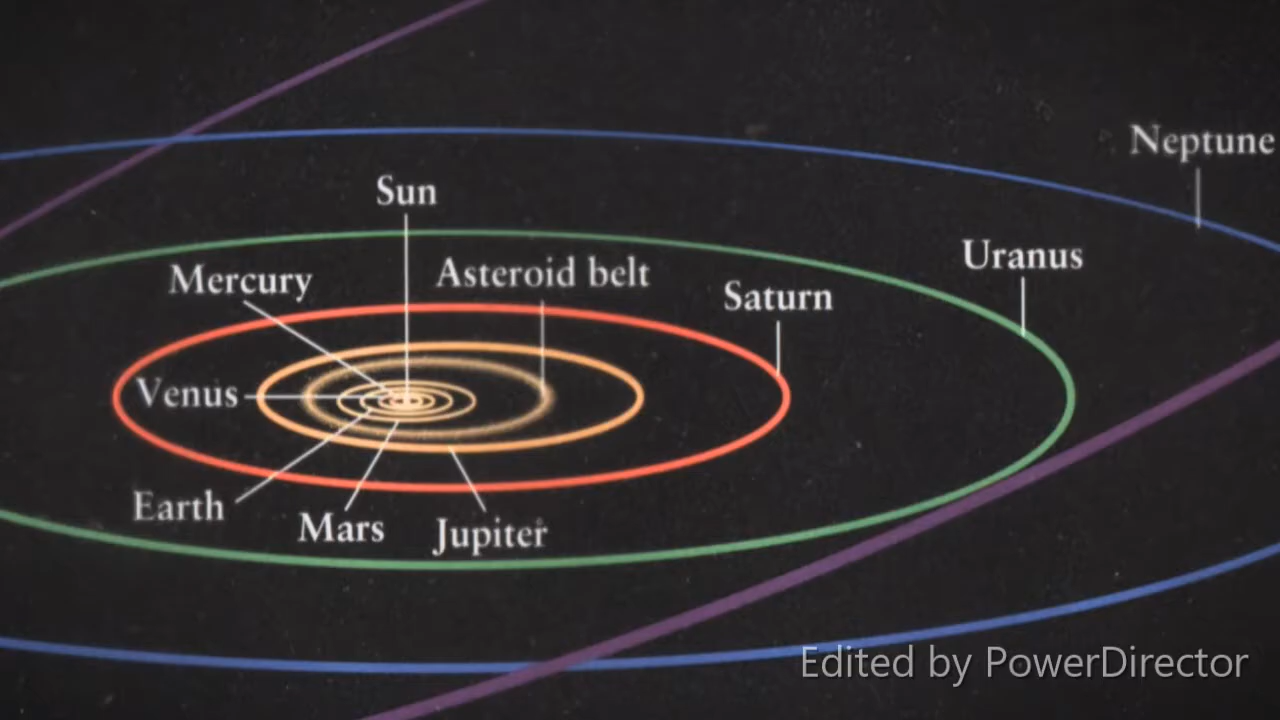 Neptune
Sun
Uranus
Mercury
Asteroid belt
Saturn
Venus
Earth
Mars
Jupiter
Edited by PowerDirector